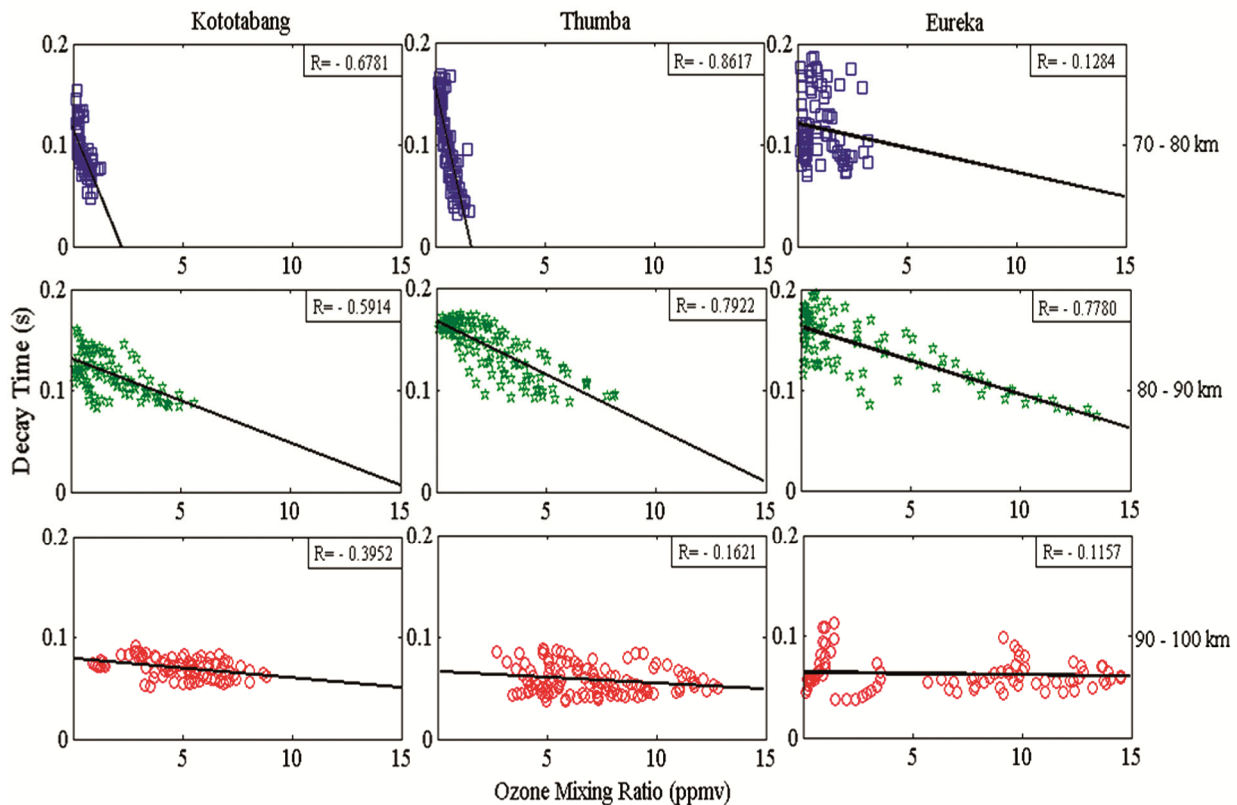 Kototabang Thumba Eureka
0.2 R= - 0.6781 0.2 R= - 0.8617 0.2 R= - 0.1284
0.1 0.1 0.1 70 - 80 km
0 0 0
5 10 15 5 10 15 5 10 15
0.2 R= - 0.5914 0.2 R= - 0.7922 0.2 R= - 0.7780
0.1 0.1 0.1 80 - 90 km
Decay Time (s)
0 0 0
5 10 15 5 10 15 5 10 15
0.2 R= - 0.3952 0.2 R= - 0.1621 0.2 R= - 0.1157
0.1 0.1 0.1 90 - 100 km
0 0 0
5 10 15 5 10 15 5 10 15
Ozone Mixing Ratio (ppmv)